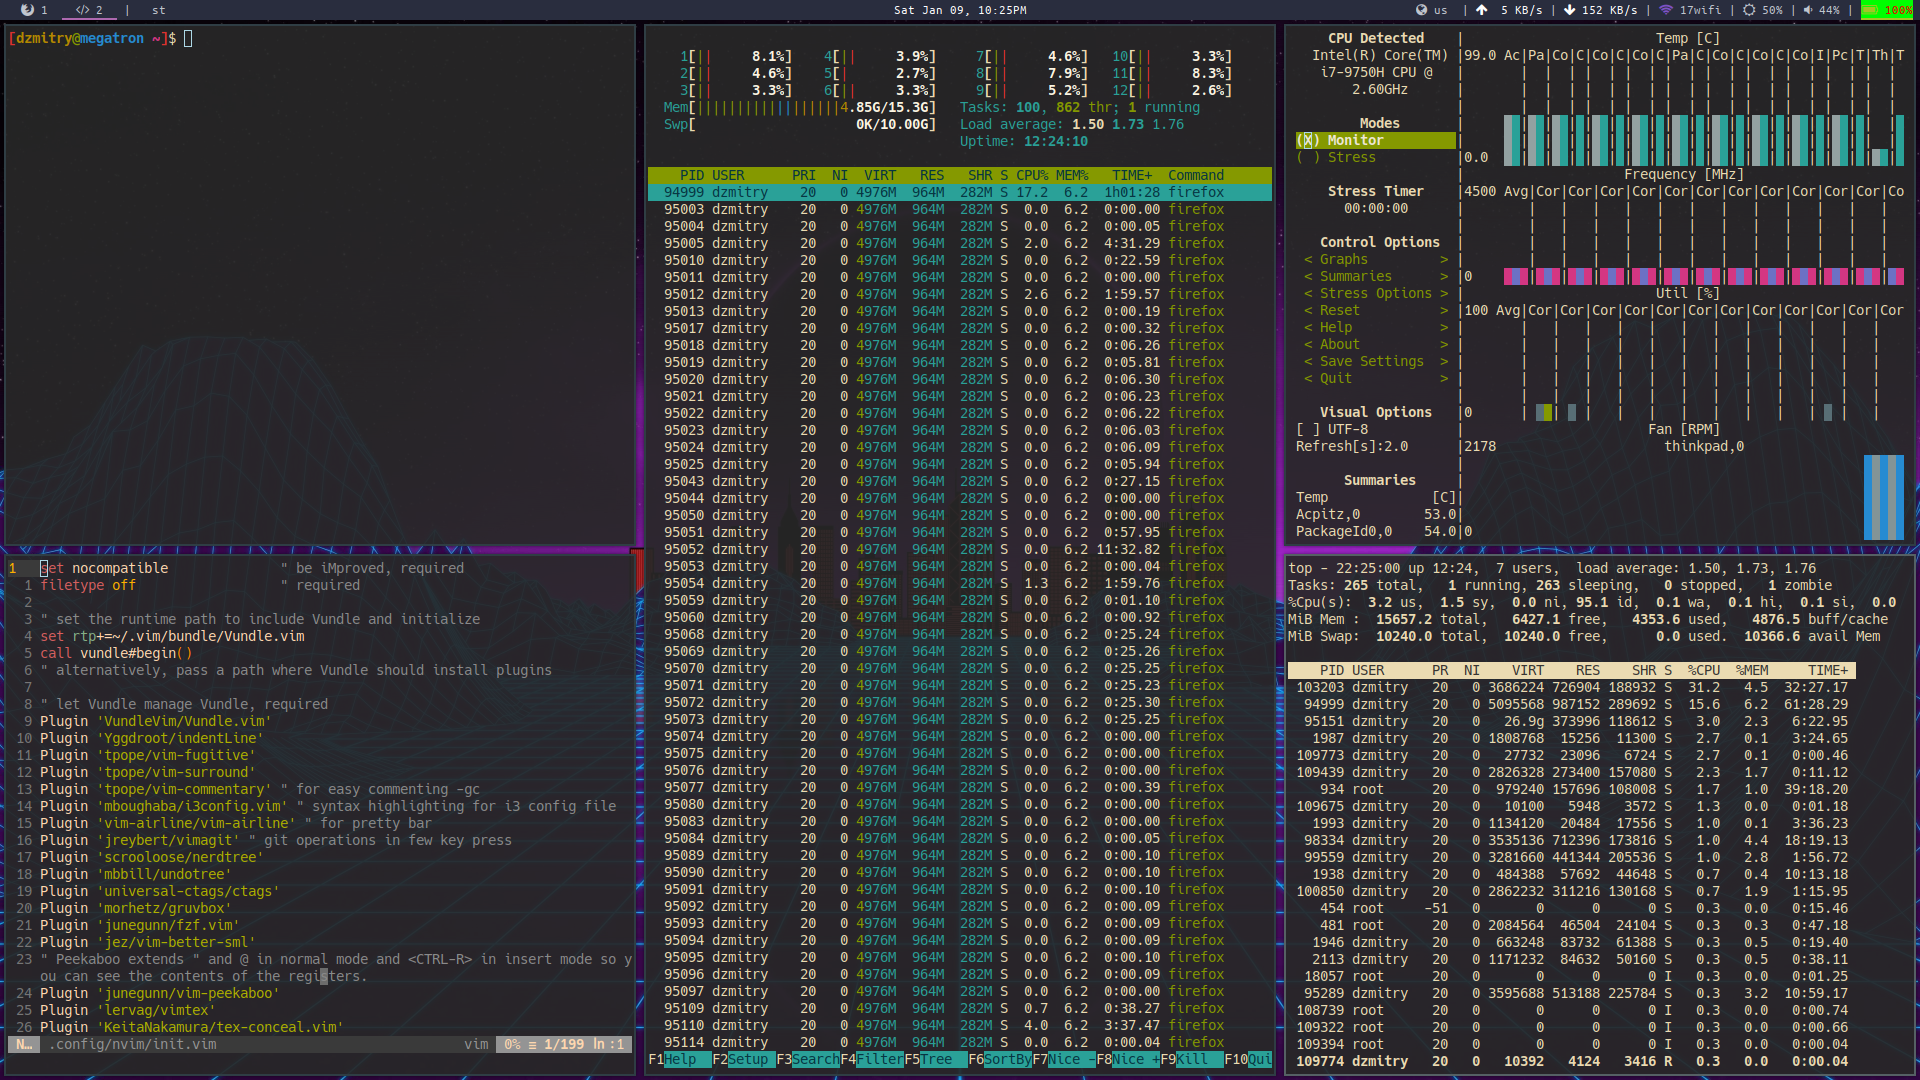 1 </> 2 | st
Sat Jan 09, 10:25PM
us | 5 KB/s | 152 KB/s | 17wifi | 50% | 44% | 100%
[dzmitry@megatron ~]$
1 set nocompatible " be iMproved, required
1 filetype off " required
2
3 " set the runtime path to include Vundle and initialize
4 set rtp+=~/.vim/bundle/Vundle.vim
5 call vundle#begin()
6 " alternatively, pass a path where Vundle should install plugins
7
8 " let Vundle manage Vundle, required
9 Plugin 'VundleVim/Vundle.vim'
10 Plugin 'Yggdroot/indentLine'
11 Plugin 'tpope/vim-fugitive'
12 Plugin 'tpope/vim-surround'
13 Plugin 'tpope/vim-commentary' " for easy commenting -gc
14 Plugin 'mboughaba/i3config.vim' " syntax highlighting for i3 config file
15 Plugin 'vim-airline/vim-airline' " for pretty bar
16 Plugin 'jreybert/vimagit' " git operations in few key press
17 Plugin 'scrooloose/nerdtree'
18 Plugin 'mbbill/undotree'
19 Plugin 'universal-ctags/ctags'
20 Plugin 'morhetz/gruvbox'
21 Plugin 'junegunn/fzf.vim'
22 Plugin 'jez/vim-better-sml'
23 " Peekaboo extends " and @ in normal mode and <CTRL-R> in insert mode so y
ou can see the contents of the registers.
24 Plugin 'junegunn/vim-peekaboo'
25 Plugin 'lervag/vimtex'
26 Plugin 'KeitaNakamura/tex-conceal.vim'
N… .config/nvim/init.vim vim 0% ≡ 1/199 ln :1
1[|| 8.1%] 4[|| 3.9%] 7[|| 4.6%] 10[|| 3.3%]
2[|| 4.6%] 5[| 2.7%] 8[|| 7.9%] 11[|| 8.3%]
3[|| 3.3%] 6[|| 3.3%] 9[|| 5.2%] 12[|| 2.6%]
Mem[||||||||||||||||||4.85G/15.3G] Tasks: 100, 862 thr; 1 running
Swp[ 0K/10.00G] Load average: 1.50 1.73 1.76
Uptime: 12:24:10
PID USER PRI NI VIRT RES SHR S CPU% MEM% TIME+ Command
94999 dzmitry 20 0 4976M 964M 282M S 17.2 6.2 1h01:28 firefox
95003 dzmitry 20 0 4976M 964M 282M S 0.0 6.2 0:00.00 firefox
95004 dzmitry 20 0 4976M 964M 282M S 0.0 6.2 0:00.05 firefox
95005 dzmitry 20 0 4976M 964M 282M S 2.0 6.2 4:31.29 firefox
95010 dzmitry 20 0 4976M 964M 282M S 0.0 6.2 0:22.59 firefox
95011 dzmitry 20 0 4976M 964M 282M S 0.0 6.2 0:00.00 firefox
95012 dzmitry 20 0 4976M 964M 282M S 2.6 6.2 1:59.57 firefox
95013 dzmitry 20 0 4976M 964M 282M S 0.0 6.2 0:00.19 firefox
95017 dzmitry 20 0 4976M 964M 282M S 0.0 6.2 0:00.32 firefox
95018 dzmitry 20 0 4976M 964M 282M S 0.0 6.2 0:06.26 firefox
95019 dzmitry 20 0 4976M 964M 282M S 0.0 6.2 0:05.81 firefox
95020 dzmitry 20 0 4976M 964M 282M S 0.0 6.2 0:06.30 firefox
95021 dzmitry 20 0 4976M 964M 282M S 0.0 6.2 0:06.23 firefox
95022 dzmitry 20 0 4976M 964M 282M S 0.0 6.2 0:06.22 firefox
95023 dzmitry 20 0 4976M 964M 282M S 0.0 6.2 0:06.03 firefox
95024 dzmitry 20 0 4976M 964M 282M S 0.0 6.2 0:06.09 firefox
95025 dzmitry 20 0 4976M 964M 282M S 0.0 6.2 0:05.94 firefox
95043 dzmitry 20 0 4976M 964M 282M S 0.0 6.2 0:27.15 firefox
95044 dzmitry 20 0 4976M 964M 282M S 0.0 6.2 0:00.00 firefox
95050 dzmitry 20 0 4976M 964M 282M S 0.0 6.2 0:00.00 firefox
95051 dzmitry 20 0 4976M 964M 282M S 0.0 6.2 0:57.95 firefox
95052 dzmitry 20 0 4976M 964M 282M S 0.0 6.2 11:32.82 firefox
95053 dzmitry 20 0 4976M 964M 282M S 0.0 6.2 0:00.04 firefox
95054 dzmitry 20 0 4976M 964M 282M S 1.3 6.2 1:59.76 firefox
95059 dzmitry 20 0 4976M 964M 282M S 0.0 6.2 0:01.10 firefox
95060 dzmitry 20 0 4976M 964M 282M S 0.0 6.2 0:00.92 firefox
95068 dzmitry 20 0 4976M 964M 282M S 0.0 6.2 0:25.24 firefox
95069 dzmitry 20 0 4976M 964M 282M S 0.0 6.2 0:25.26 firefox
95070 dzmitry 20 0 4976M 964M 282M S 0.0 6.2 0:25.25 firefox
95071 dzmitry 20 0 4976M 964M 282M S 0.0 6.2 0:25.23 firefox
95072 dzmitry 20 0 4976M 964M 282M S 0.0 6.2 0:25.30 firefox
95073 dzmitry 20 0 4976M 964M 282M S 0.0 6.2 0:25.25 firefox
95074 dzmitry 20 0 4976M 964M 282M S 0.0 6.2 0:00.00 firefox
95075 dzmitry 20 0 4976M 964M 282M S 0.0 6.2 0:00.00 firefox
95076 dzmitry 20 0 4976M 964M 282M S 0.0 6.2 0:00.00 firefox
95077 dzmitry 20 0 4976M 964M 282M S 0.0 6.2 0:00.39 firefox
95080 dzmitry 20 0 4976M 964M 282M S 0.0 6.2 0:00.00 firefox
95083 dzmitry 20 0 4976M 964M 282M S 0.0 6.2 0:00.00 firefox
95084 dzmitry 20 0 4976M 964M 282M S 0.0 6.2 0:00.05 firefox
95089 dzmitry 20 0 4976M 964M 282M S 0.0 6.2 0:00.10 firefox
95090 dzmitry 20 0 4976M 964M 282M S 0.0 6.2 0:00.10 firefox
95091 dzmitry 20 0 4976M 964M 282M S 0.0 6.2 0:00.10 firefox
95092 dzmitry 20 0 4976M 964M 282M S 0.0 6.2 0:00.09 firefox
95093 dzmitry 20 0 4976M 964M 282M S 0.0 6.2 0:00.09 firefox
95094 dzmitry 20 0 4976M 964M 282M S 0.0 6.2 0:00.04 firefox
95095 dzmitry 20 0 4976M 964M 282M S 0.0 6.2 0:00.10 firefox
95096 dzmitry 20 0 4976M 964M 282M S 0.0 6.2 0:00.09 firefox
95097 dzmitry 20 0 4976M 964M 282M S 0.0 6.2 0:00.00 firefox
95109 dzmitry 20 0 4976M 964M 282M S 0.7 6.2 0:38.27 firefox
95110 dzmitry 20 0 4976M 964M 282M S 4.0 6.2 3:37.47 firefox
95114 dzmitry 20 0 4976M 964M 282M S 0.0 6.2 0:00.00 firefox
F1Help F2Setup F3SearchF4FilterF5Tree F6SortByF7Nice -F8Nice +F9Kill F10Qui
CPU Detected
Intel(R) Core(TM)
i7-9750H CPU @
2.60GHz
Modes
(X) Monitor
( ) Stress
Stress Timer
00:00:00
Control Options
< Graphs >
< Summaries >
< Stress Options >
< Reset >
< Help >
< About >
< Save Settings >
< Quit >
Visual Options
[ ] UTF-8
Refresh[s]:2.0
Summaries
Temp [C]
Acpitz,0 53.0
PackageId0,0 54.0
Temp [C]
99.0 Ac|Pa|Co|C|Co|C|Co|C|Pa|C|Co|C|Co|C|Co|I|Pc|T|Th|T
0.0
Frequency [MHz]
4500 Avg|Cor|Cor|Cor|Cor|Cor|Cor|Cor|Cor|Cor|Cor|Cor|Co
0
Util [%]
100 Avg|Cor|Cor|Cor|Cor|Cor|Cor|Cor|Cor|Cor|Cor|Cor|Cor
0
Fan [RPM]
2178 thinkpad,0
0
top - 22:25:00 up 12:24, 7 users, load average: 1.50, 1.73, 1.76
Tasks: 265 total, 1 running, 263 sleeping, 0 stopped, 1 zombie
%Cpu(s): 3.2 us, 1.5 sy, 0.0 ni, 95.1 id, 0.1 wa, 0.1 hi, 0.1 si, 0.0
MiB Mem : 15657.2 total, 6427.1 free, 4353.6 used, 4876.5 buff/cache
MiB Swap: 10240.0 total, 10240.0 free, 0.0 used. 10366.6 avail Mem
PID USER PR NI VIRT RES SHR S %CPU %MEM TIME+
103203 dzmitry 20 0 3686224 726904 188932 S 31.2 4.5 32:27.17
94999 dzmitry 20 0 5095568 987152 289692 S 15.6 6.2 61:28.29
95151 dzmitry 20 0 26.9g 373996 118612 S 3.0 2.3 6:22.95
1987 dzmitry 20 0 1808768 15256 11300 S 2.7 0.1 3:24.65
109773 dzmitry 20 0 27732 23096 6724 S 2.7 0.1 0:00.46
109439 dzmitry 20 0 2826328 273400 157080 S 2.3 1.7 0:11.12
934 root 20 0 979240 157696 108008 S 1.7 1.0 39:18.20
109675 dzmitry 20 0 10100 5948 3572 S 1.3 0.0 0:01.18
1993 dzmitry 20 0 1134120 20484 17556 S 1.0 0.1 3:36.23
98334 dzmitry 20 0 3535136 712396 173816 S 1.0 4.4 18:19.13
99559 dzmitry 20 0 3281660 441344 205536 S 1.0 2.8 1:56.72
1938 dzmitry 20 0 484388 57692 44648 S 0.7 0.4 10:13.18
100850 dzmitry 20 0 2862232 311216 130168 S 0.7 1.9 1:15.95
454 root -51 0 0 0 0 S 0.3 0.0 0:15.46
481 root 20 0 2084564 46504 24104 S 0.3 0.3 0:47.18
1946 dzmitry 20 0 663248 83732 61388 S 0.3 0.5 0:19.40
2113 dzmitry 20 0 1171232 84632 50160 S 0.3 0.5 0:38.11
18057 root 20 0 0 0 0 I 0.3 0.0 0:01.25
95289 dzmitry 20 0 3595688 513188 225784 S 0.3 3.2 10:59.17
108739 root 20 0 0 0 0 I 0.3 0.0 0:00.74
109322 root 20 0 0 0 0 I 0.3 0.0 0:00.66
109394 root 20 0 0 0 0 I 0.3 0.0 0:00.04
109774 dzmitry 20 0 10392 4124 3416 R 0.3 0.0 0:00.04